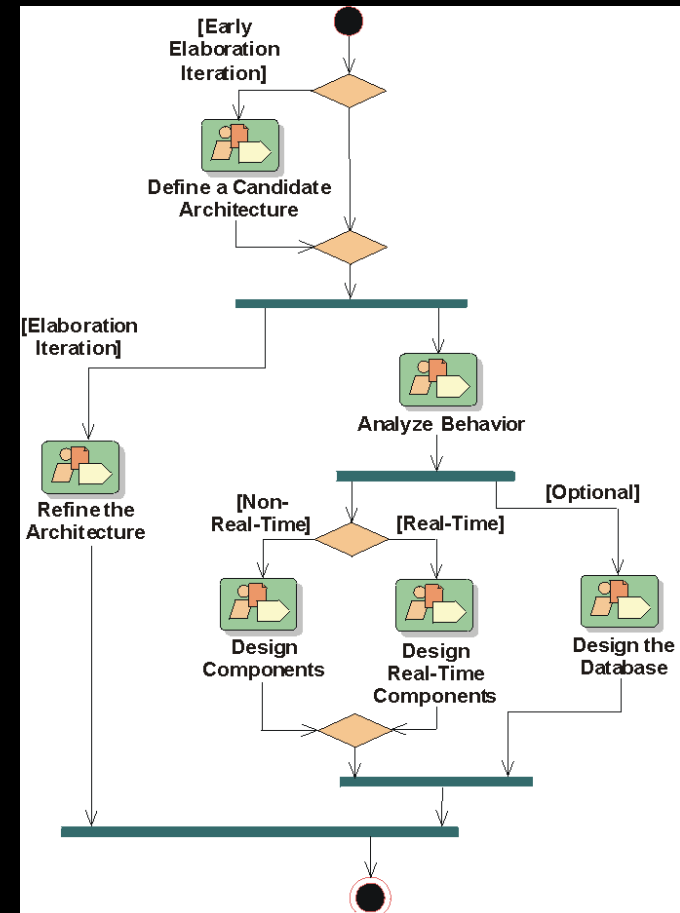 [Early
Elaboration
Iteration]
Define a Candidate
Architecture
[Elaboration
Iteration]
Analyze Behavior
Refine the
Architecture
[Non-
Real-Time]
[Real-Time]
[Optional]
Design
Components
Design
Real-Time
Components
Design the
Database